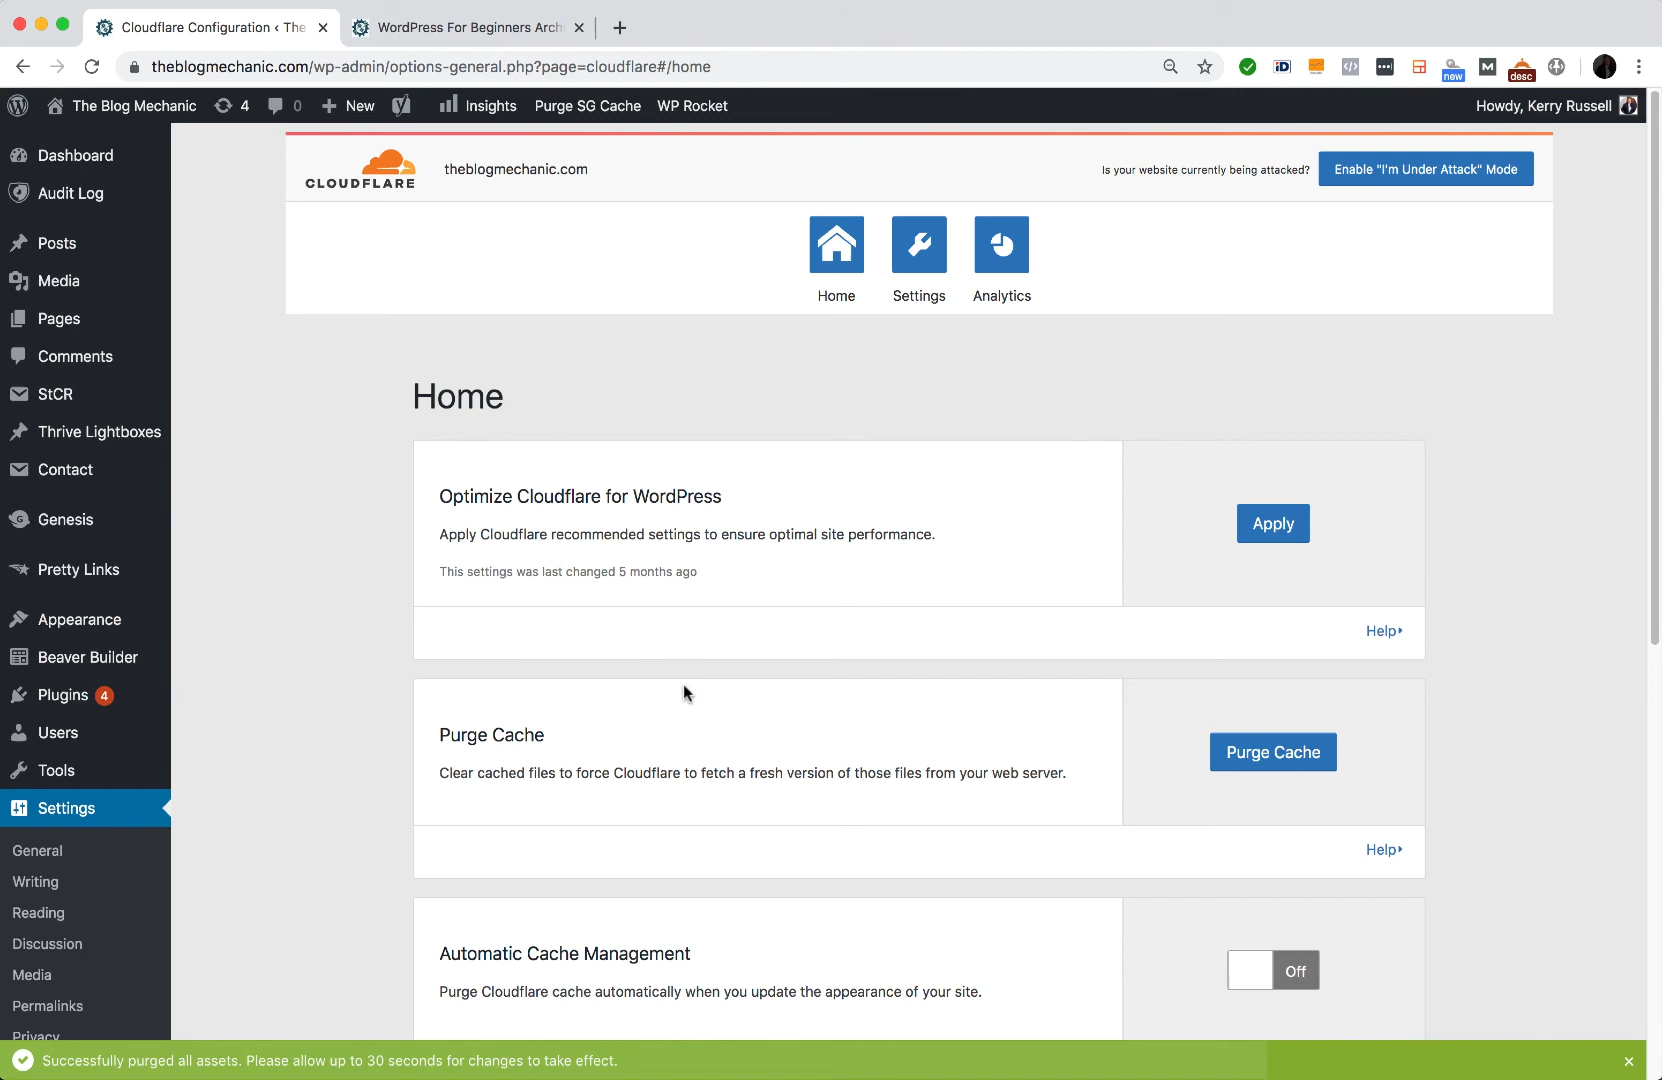 Cloudflare Configuration ‹ The
WordPress For Beginners Arch
theblogmechanic.com/wp-admin/options-general.php?page=cloudflare#/home
new
desc
The Blog Mechanic
4
0
New
Insights
Purge SG Cache
WP Rocket
Howdy, Kerry Russell
Dashboard
Audit Log
Posts
Media
Pages
Comments
StCR
Thrive Lightboxes
Contact
Genesis
Pretty Links
Appearance
Beaver Builder
Plugins 4
Users
Tools
Settings
General
Writing
Reading
Discussion
Media
Permalinks
Privacy
CLOUDFLARE
theblogmechanic.com
Is your website currently being attacked?
Enable "I'm Under Attack" Mode
Home
Settings
Analytics
Home
Optimize Cloudflare for WordPress
Apply Cloudflare recommended settings to ensure optimal site performance.
This settings was last changed 5 months ago
Apply
Help
Purge Cache
Clear cached files to force Cloudflare to fetch a fresh version of those files from your web server.
Purge Cache
Help
Automatic Cache Management
Purge Cloudflare cache automatically when you update the appearance of your site.
Off
Successfully purged all assets. Please allow up to 30 seconds for changes to take effect.